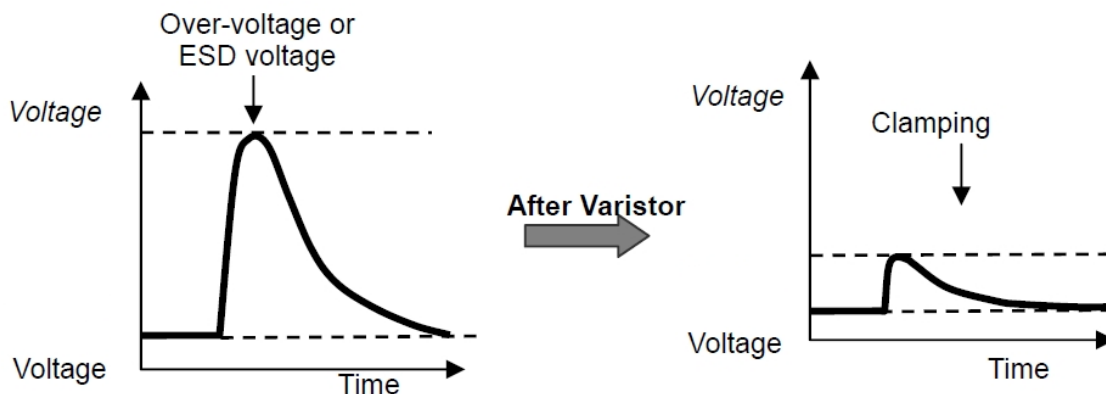 Over-voltage or
ESD voltage
Voltage
Voltage
Time
After Varistor
Voltage
Clamping
Voltage
Time